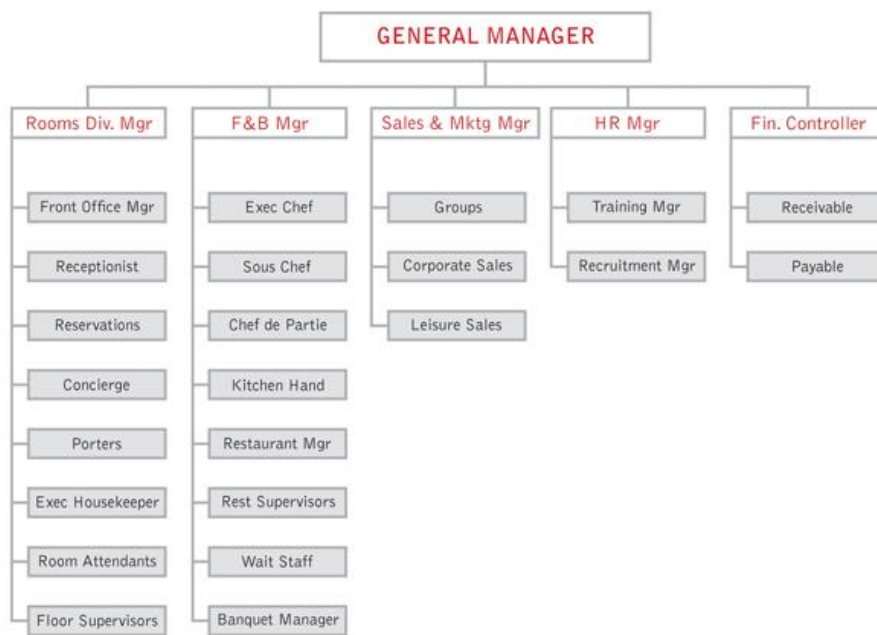 GENERAL MANAGER
Rooms Div. Mgr
F&B Mgr
Sales & Mktg Mgr
HR Mgr
Fin. Controller
Front Office Mgr
Exec Chef
Groups
Training Mgr
Receivable
Receptionist
Sous Chef
Corporate Sales
Recruitment Mgr
Payable
Reservations
Chef de Partie
Leisure Sales
Concierge
Kitchen Hand
Porters
Restaurant Mgr
Exec Housekeeper
Rest Supervisors
Room Attendants
Wait Staff
Floor Supervisors
Banquet Manager